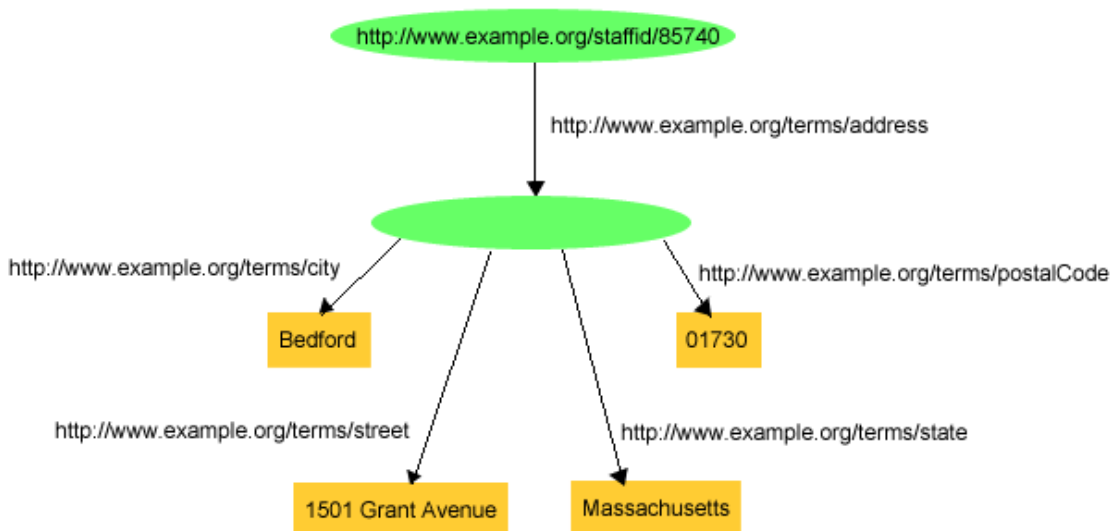 http://www.example.org/staffid/85740
http://www.example.org/terms/address
http://www.example.org/terms/city
http://www.example.org/terms/postalCode
Bedford
01730
http://www.example.org/terms/street
http://www.example.org/terms/state
1501 Grant Avenue
Massachusetts